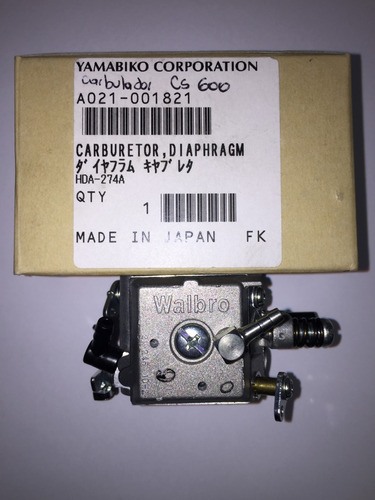 YAMABIKO CORPORATION
Carburador CS 600
A021-001821
CARBURETOR,DIAPHRAGM
ダイヤフラム キヤブレタ
HDA-274A
QTY 1
MADE IN JAPAN FK
Walbro